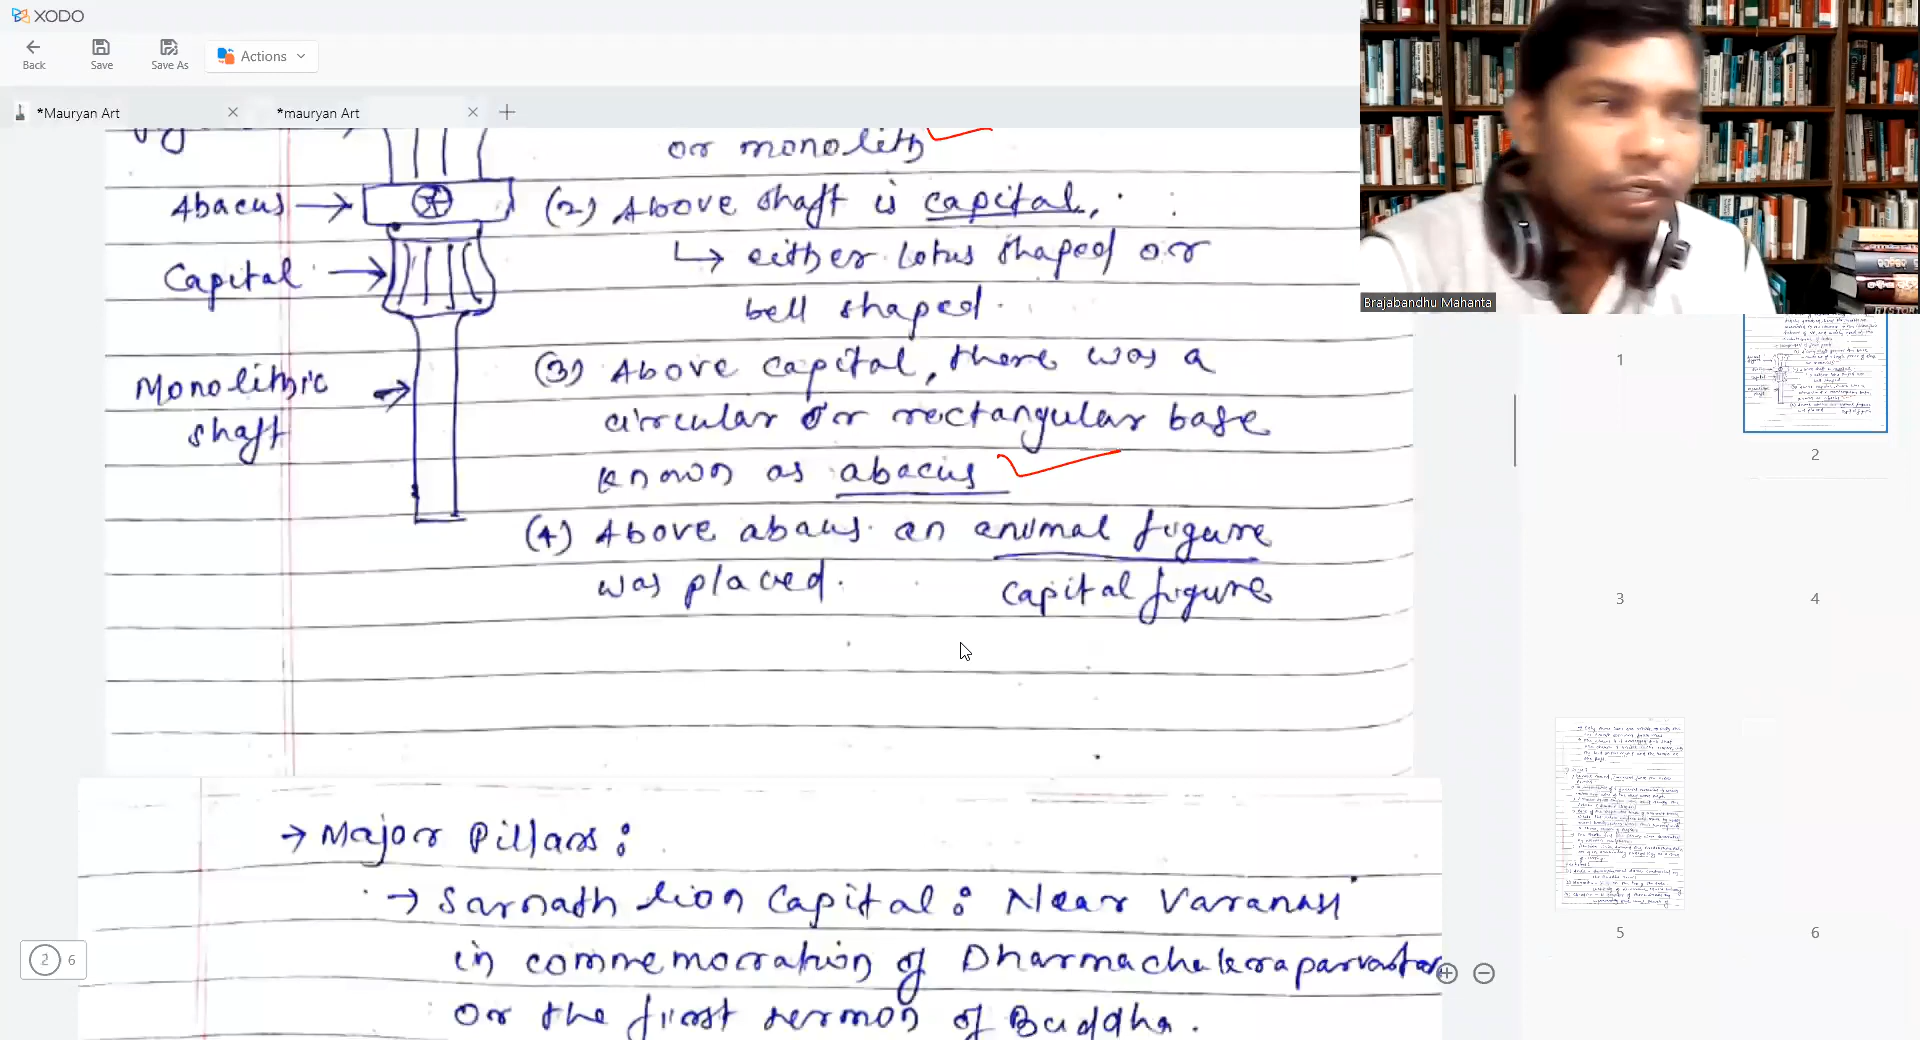 XODO
Back
Save
Save As
Actions
*Mauryan Art
*mauryan Art
or monolith
Abacus
(2) Above shaft is capital,
Capital
either lotus shaped or
bell shaped.
(3) Above capital, there was a
Monolithic
shaft
circular or rectangular base
known as abacus
(4) Above abaus an animal figure
was placed.
capital figure
→ Major Pillars:
→ Sarnath lion Capital: Near Varanasi
in commemoration of
or the first sermon of Buddha.
Brajabandhu Mahanta
1
2
3
4
5
6
2 6